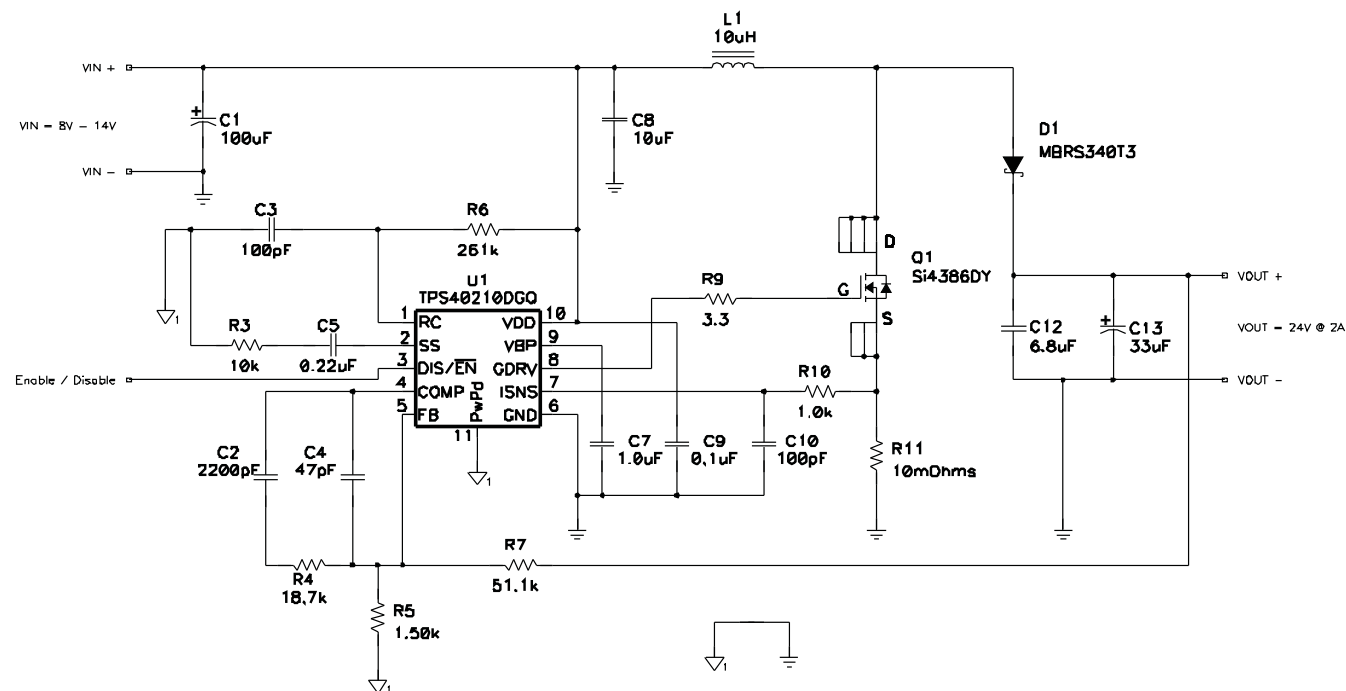 L1
10uH
VIN +
VIN = 8V - 14V
C1
100uF
VIN -
C8
10uF
D1
MBRS340T3
C3
100pF
R6
261k
U1
TPS40210DGQ
D
Q1
Si4386DY
G
S
R9
3.3
1 RC VDD 10
2 SS VBP 9
3 DIS/EN GDRV 8
4 COMP ISNS 7
5 FB GND 6
PwPd
11
1
R3
10k
C5
0.22uF
Enable / Disable
VOUT +
VOUT = 24V @ 2A
VOUT -
C12
6.8uF
C13
33uF
R10
1.0k
C2
2200pF
C4
47pF
1
C7
1.0uF
C9
0.1uF
C10
100pF
R11
10mOhms
R4
18.7k
R7
51.1k
R5
1.50k
1
1